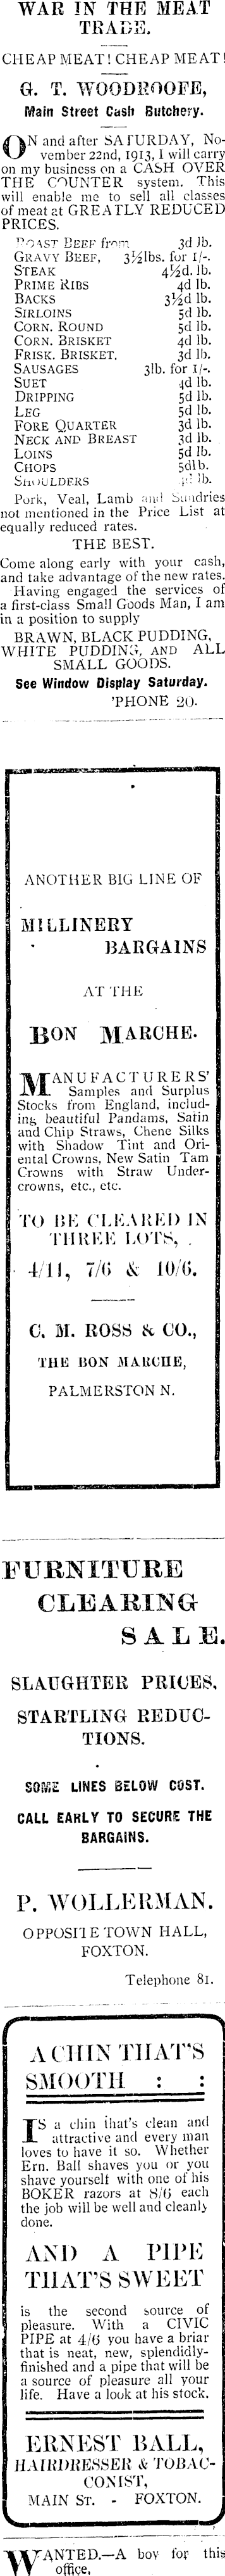 WAR IN THE MEAT
TRADE.
CHEAP MEAT! CHEAP MEAT!
G. T. WOODROOFE,
Main Street Cash Butchery.
ON and after SATURDAY, No-
vember 22nd, 1913, I will carry
on my business on a CASH OVER
THE COUNTER system. This
will enable me to sell all classes
of meat at GREATLY REDUCED
PRICES.
ROAST BEEF from 3d lb.
GRAVY BEEF, 3½lbs. for 1/-.
STEAK 4½d. lb.
PRIME RIBS 4d lb.
BACKS 3½d lb.
SIRLOINS 5d lb.
CORN. ROUND 5d lb.
CORN. BRISKET 4d lb.
FRISK. BRISKET. 3d lb.
SAUSAGES 3lb. for 1/-.
SUET 4d lb.
DRIPPING 5d lb.
LEG 5d lb.
FORE QUARTER 3d lb.
NECK AND BREAST 3d lb.
LOINS 5d lb.
CHOPS 5dlb.
SHOULDERS lb.
Pork, Veal, Lamb and Sundries
not mentioned in the Price List at
equally reduced rates.
THE BEST.
Come along early with your cash,
and take advantage of the new rates.
Having engaged the services of
a first-class Small Goods Man, I am
in a position to supply
BRAWN, BLACK PUDDING,
WHITE PUDDING, AND ALL
SMALL GOODS.
See Window Display Saturday.
'PHONE 20.
ANOTHER BIG LINE OF
MILLINERY
BARGAINS
AT THE
BON MARCHE.
MANUFACTURERS'
Samples and Surplus
Stocks from England, includ-
ing beautiful Pandams, Satin
and Chip Straws, Chene Silks
with Shadow Tint and Ori-
ental Crowns, New Satin Tam
Crowns with Straw Under-
crowns, etc., etc.
TO BE CLEARED IN
THREE LOTS,
4/11, 7/6 & 10/6.
C. M. ROSS & CO.,
THE BON MARCHE,
PALMERSTON N.
FURNITURE
CLEARING
SALE.
SLAUGHTER PRICES,
STARTLING REDUC-
TIONS.
SOME LINES BELOW COST.
CALL EARLY TO SECURE THE
BARGAINS.
P. WOLLERMAN.
OPPOSITE TOWN HALL,
FOXTON.
Telephone 81.
A CHIN THAT'S
SMOOTH : :
IS a chin that's clean and
attractive and every man
loves to have it so. Whether
Ern. Ball shaves you or you
shave yourself with one of his
BOKER razors at 8/6 each
the job will be well and cleanly
done.
AND A PIPE
THAT'S SWEET
is the second source of
pleasure. With a CIVIC
PIPE at 4/6 you have a briar
that is neat, new, splendidly-
finished and a pipe that will be
a source of pleasure all your
life. Have a look at his stock.
ERNEST BALL,
HAIRDRESSER & TOBAC-
CONIST,
MAIN ST. - FOXTON.
WANTED.—A boy for this
office.